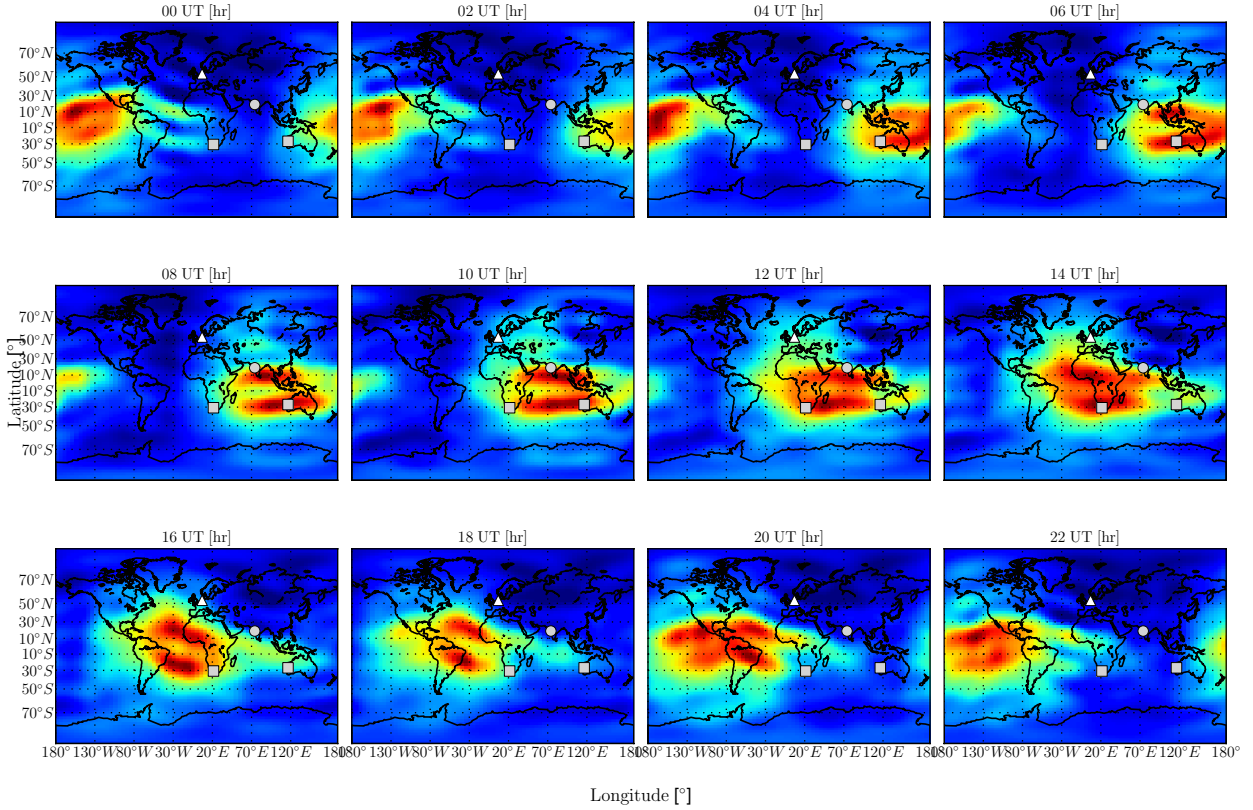 00 UT [hr]
02 UT [hr]
04 UT [hr]
06 UT [hr]
70°N
50°N
30°N
10°N
10°S
30°S
50°S
70°S
08 UT [hr]
10 UT [hr]
12 UT [hr]
14 UT [hr]
Latitude [°]
70°N
50°N
30°N
10°N
10°S
30°S
50°S
70°S
16 UT [hr]
18 UT [hr]
20 UT [hr]
22 UT [hr]
70°N
50°N
30°N
10°N
10°S
30°S
50°S
70°S
180° 130°W 80°W 30°W 20°E 70°E 120°E 180° 130°W 80°W 30°W 20°E 70°E 120°E 180° 130°W 80°W 30°W 20°E 70°E 120°E 180° 130°W 80°W 30°W 20°E 70°E 120°E 180°
Longitude [°]